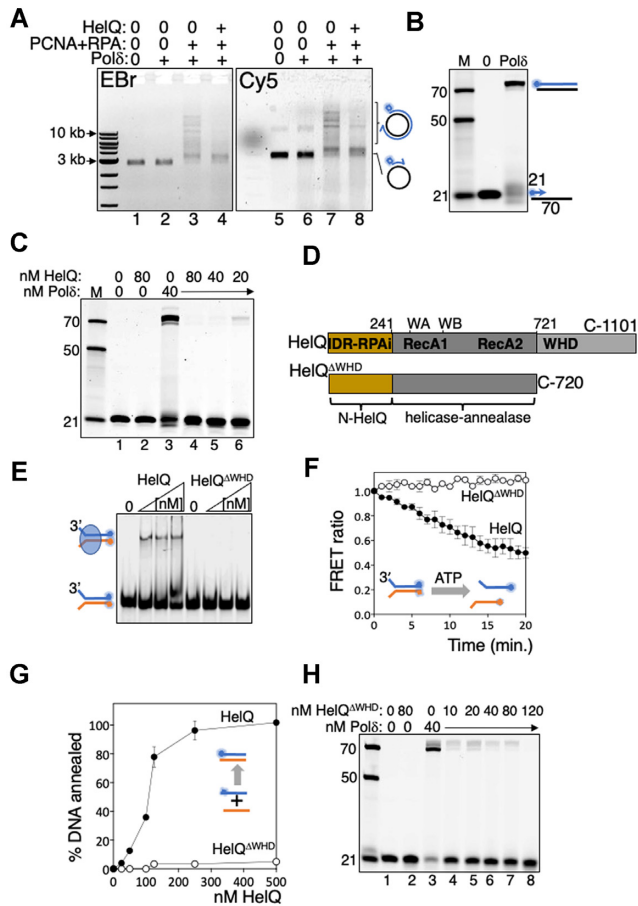 A
HelQ: 0 0 0 + 0 0 0 +
PCNA+RPA: 0 0 + + 0 0 + +
Polδ: 0 + + + 0 + + +
EBr
Cy5
10 kb
3 kb
1 2 3 4 5 6 7 8
B
M 0 Polδ
70
50
21
21
70
C
nM HelQ: 0 80 0 80 40 20
nM Polδ: 0 0 40
M
70
50
21
1 2 3 4 5 6
D
241 WA WB 721 C-1101
HelQ IDR-RPAi RecA1 RecA2 WHD
HelQΔWHD
C-720
N-HelQ helicase-annealase
E
HelQ HelQΔWHD
0 [nM] 0 [nM]
3'
3'
F
FRET ratio
1.0
0.8
0.6
0.4
0.2
0
HelQΔWHD
HelQ
3' ATP
0 5 10 15 20
Time (min.)
G
% DNA annealed
100
80
60
40
20
0
HelQ
+
HelQΔWHD
0 100 200 300 400 500
nM HelQ
H
nM HelQΔWHD: 0 80 0 10 20 40 80 120
nM Polδ: 0 0 40
70
50
21
1 2 3 4 5 6 7 8